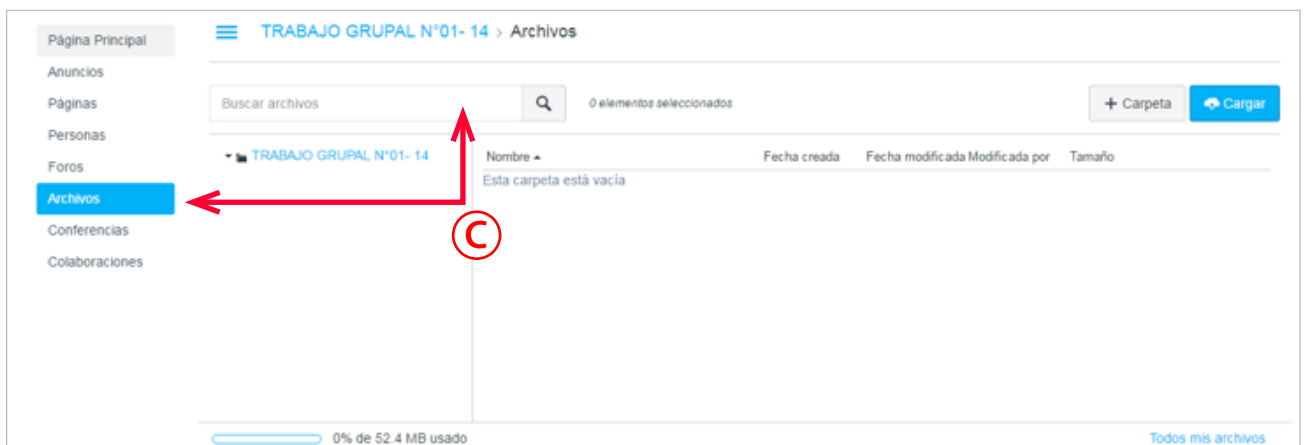 Página Principal
Anuncios
Páginas
Personas
Foros
Archivos
Conferencias
Colaboraciones
TRABAJO GRUPAL N°01- 14 › Archivos
Buscar archivos
0 elementos seleccionados
+ Carpeta
Cargar
TRABAJO GRUPAL N°01- 14
Nombre Fecha creada Fecha modificada Modificada por Tamaño
Esta carpeta está vacía
C
0% de 52.4 MB usado
Todos mis archivos